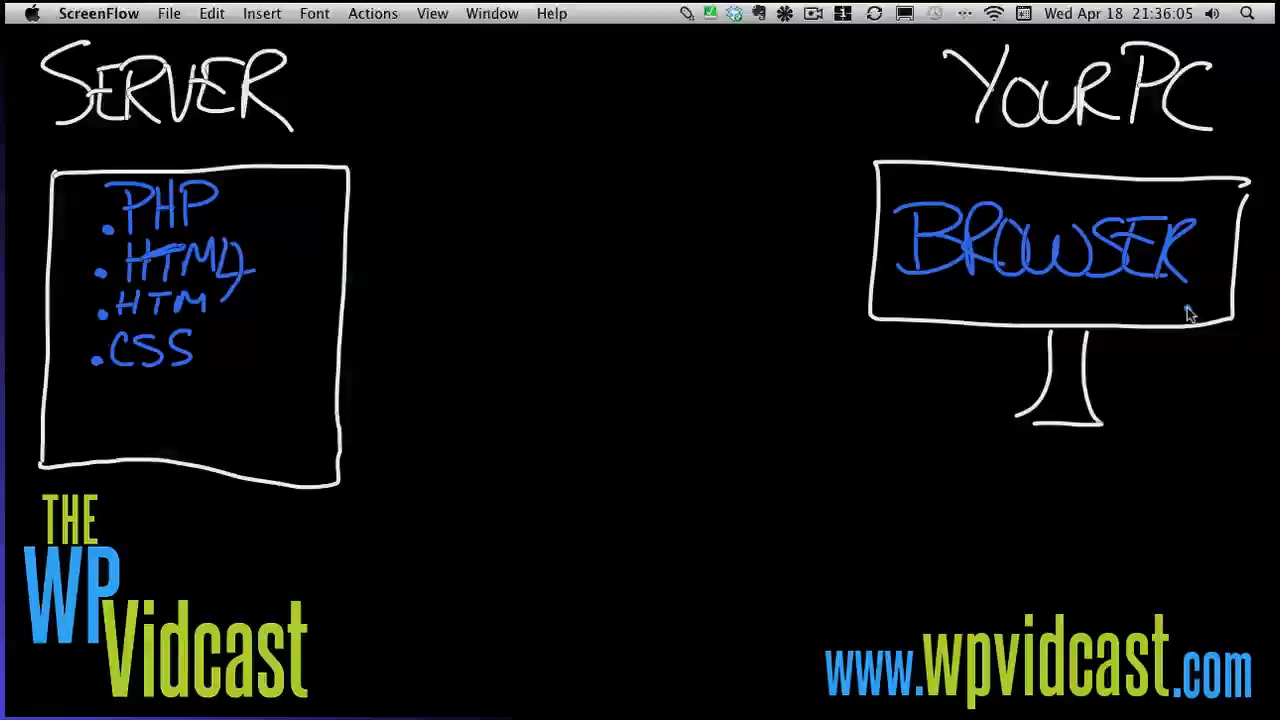 ScreenFlow File Edit Insert Font Actions View Window Help Wed Apr 18 21:36:05
SERVER
YOUR PC
.PHP
.HTML
.HTM
.CSS
BROWSER
THE
WP
Vidcast
www.wpvidcast.com